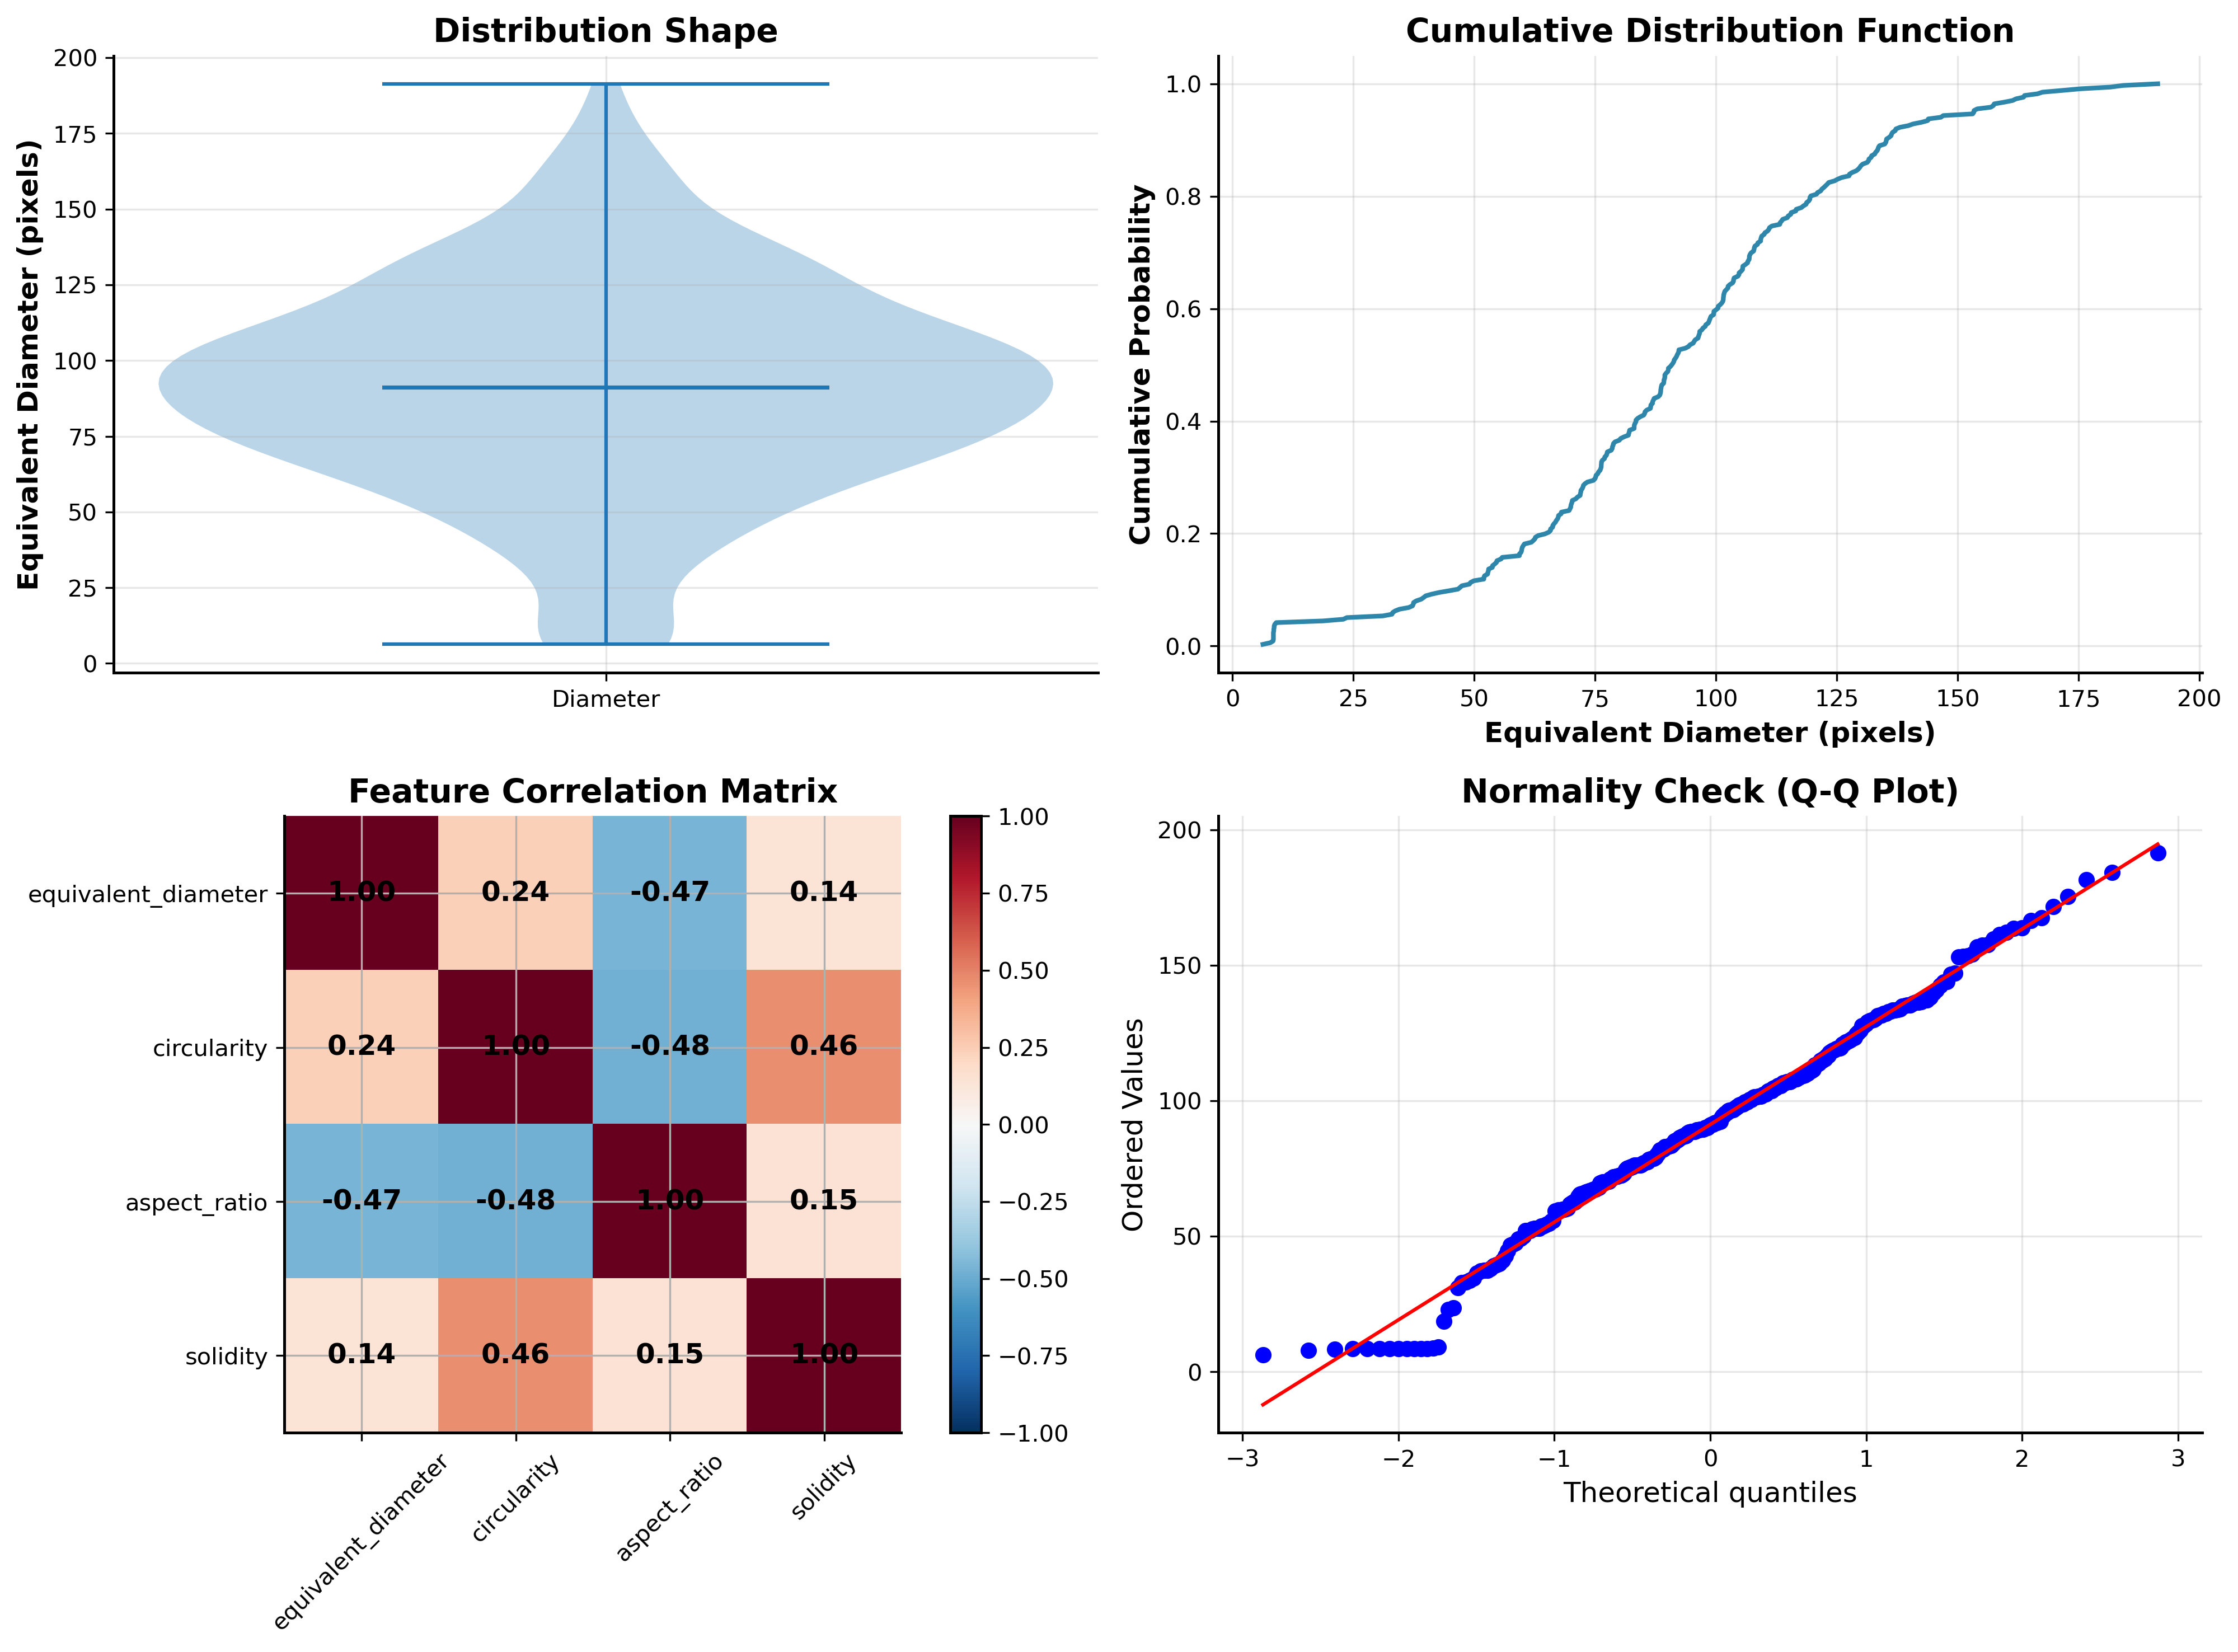 Distribution Shape
Equivalent Diameter (pixels)
200
175
150
125
100
75
50
25
0
Diameter
Cumulative Distribution Function
Cumulative Probability
1.0
0.8
0.6
0.4
0.2
0.0
0 25 50 75 100 125 150 175 200
Equivalent Diameter (pixels)
Feature Correlation Matrix
equivalent_diameter 1.00 0.24 -0.47 0.14
circularity 0.24 1.00 -0.48 0.46
aspect_ratio -0.47 -0.48 1.00 0.15
solidity 0.14 0.46 0.15 1.00
equivalent_diameter circularity aspect_ratio solidity
1.00
0.75
0.50
0.25
0.00
−0.25
−0.50
−0.75
−1.00
Normality Check (Q-Q Plot)
Ordered Values
200
150
100
50
0
−3 −2 −1 0 1 2 3
Theoretical quantiles